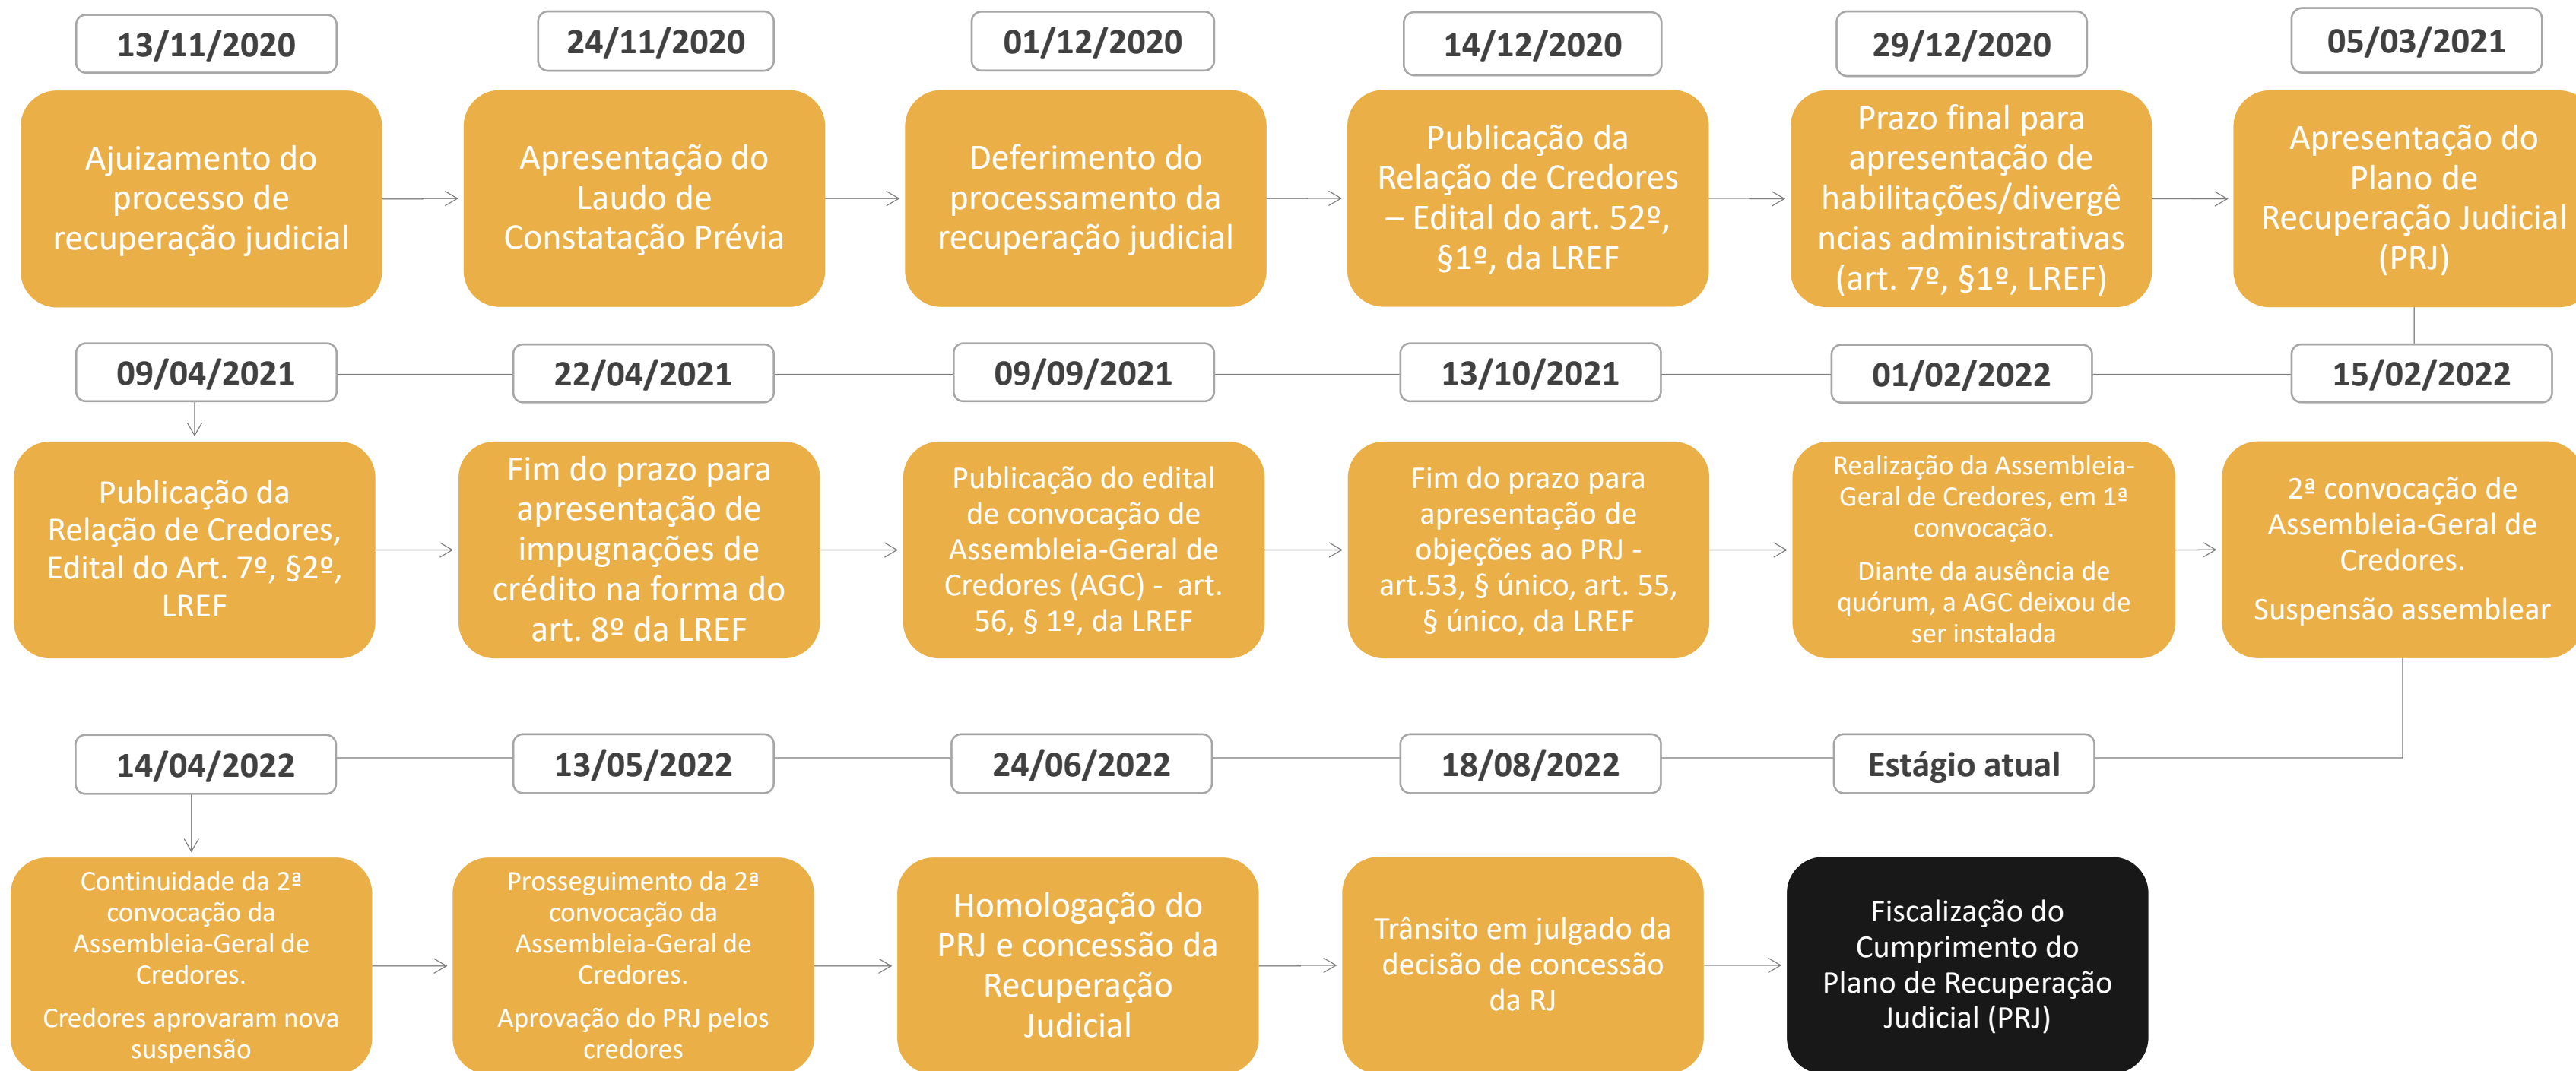 13/11/2020
Ajuizamento do
processo de
recuperação judicial
24/11/2020
Apresentação do
Laudo de
Constatação Prévia
01/12/2020
Deferimento do
processamento da
recuperação judicial
14/12/2020
Publicação da
Relação de Credores
– Edital do art. 52º,
§1º, da LREF
29/12/2020
Prazo final para
apresentação de
habilitações/divergê
ncias administrativas
(art. 7º, §1º, LREF)
05/03/2021
Apresentação do
Plano de
Recuperação Judicial
(PRJ)
09/04/2021
Publicação da
Relação de Credores,
Edital do Art. 7º, §2º,
LREF
22/04/2021
Fim do prazo para
apresentação de
impugnações de
crédito na forma do
art. 8º da LREF
09/09/2021
Publicação do edital
de convocação de
Assembleia-Geral de
Credores (AGC) - art.
56, § 1º, da LREF
13/10/2021
Fim do prazo para
apresentação de
objeções ao PRJ -
art.53, § único, art. 55,
§ único, da LREF
01/02/2022
Realização da Assembleia-
Geral de Credores, em 1ª
convocação.
Diante da ausência de
quórum, a AGC deixou de
ser instalada
15/02/2022
2ª convocação de
Assembleia-Geral de
Credores.
Suspensão assemblear
14/04/2022
Continuidade da 2ª
convocação da
Assembleia-Geral de
Credores.
Credores aprovaram nova
suspensão
13/05/2022
Prosseguimento da 2ª
convocação da
Assembleia-Geral de
Credores.
Aprovação do PRJ pelos
credores
24/06/2022
Homologação do
PRJ e concessão da
Recuperação
Judicial
18/08/2022
Trânsito em julgado da
decisão de concessão
da RJ
Estágio atual
Fiscalização do
Cumprimento do
Plano de Recuperação
Judicial (PRJ)